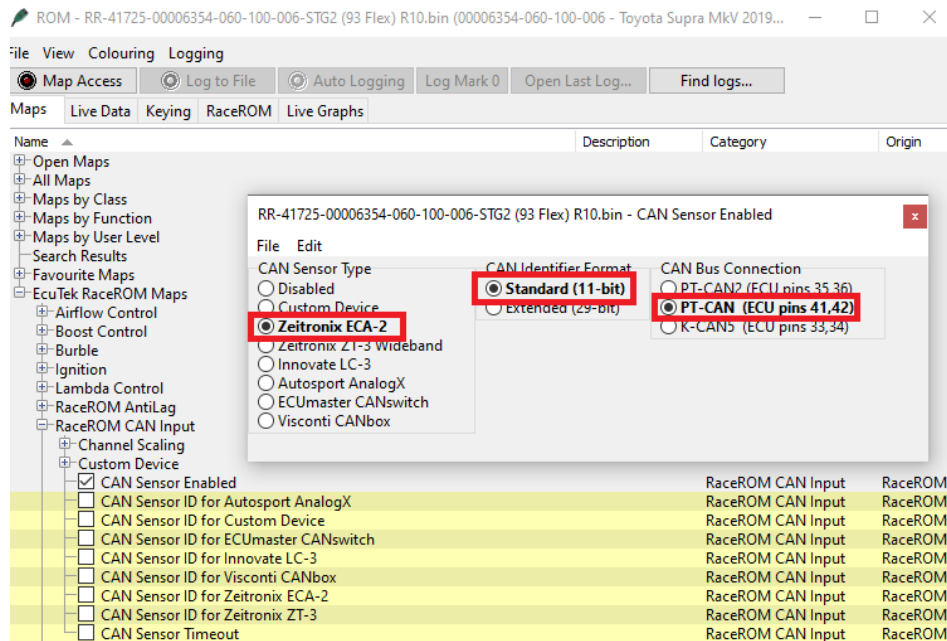 ROM - RR-41725-00006354-060-100-006-STG2 (93 Flex) R10.bin (00006354-060-100-006 - Toyota Supra MkV 2019...
File View Colouring Logging
Map Access Log to File Auto Logging Log Mark 0 Open Last Log... Find logs...
Maps Live Data Keying RaceROM Live Graphs
Name Description Category Origin
Open Maps
All Maps
Maps by Class
Maps by Function
Maps by User Level
Search Results
Favourite Maps
EcuTek RaceROM Maps
Airflow Control
Boost Control
Burble
Ignition
Lambda Control
RaceROM AntiLag
RaceROM CAN Input
Channel Scaling
Custom Device
RR-41725-00006354-060-100-006-STG2 (93 Flex) R10.bin - CAN Sensor Enabled
x
File Edit
CAN Sensor Type
Disabled
Custom Device
Zeitronix ECA-2
Zeitronix ZT-3 Wideband
Innovate LC-3
Autosport AnalogX
ECUmaster CANswitch
Visconti CANbox
CAN Identifier Format
Standard (11-bit)
Extended (29-bit)
CAN Bus Connection
PT-CAN2 (ECU pins 35,36)
PT-CAN (ECU pins 41,42)
K-CAN5 (ECU pins 33,34)
CAN Sensor Enabled RaceROM CAN Input RaceROM
CAN Sensor ID for Autosport AnalogX RaceROM CAN Input RaceROM
CAN Sensor ID for Custom Device RaceROM CAN Input RaceROM
CAN Sensor ID for ECUmaster CANswitch RaceROM CAN Input RaceROM
CAN Sensor ID for Innovate LC-3 RaceROM CAN Input RaceROM
CAN Sensor ID for Visconti CANbox RaceROM CAN Input RaceROM
CAN Sensor ID for Zeitronix ECA-2 RaceROM CAN Input RaceROM
CAN Sensor ID for Zeitronix ZT-3 RaceROM CAN Input RaceROM
CAN Sensor Timeout RaceROM CAN Input RaceROM